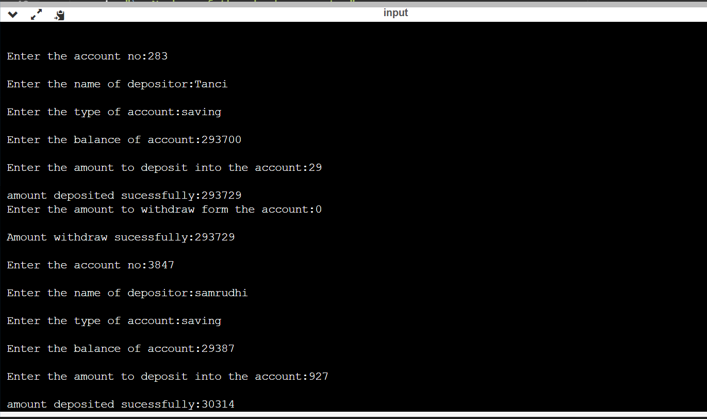 input
Enter the account no:283
Enter the name of depositor:Tanci
Enter the type of account:saving
Enter the balance of account:293700
Enter the amount to deposit into the account:29
amount deposited sucessfully:293729
Enter the amount to withdraw form the account:0
Amount withdraw sucessfully:293729
Enter the account no:3847
Enter the name of depositor:samrudhi
Enter the type of account:saving
Enter the balance of account:29387
Enter the amount to deposit into the account:927
amount deposited sucessfully:30314